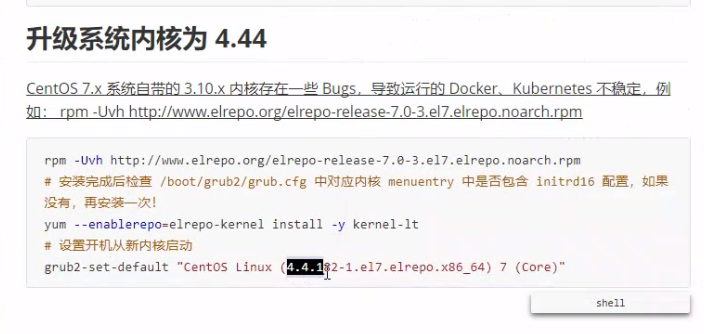 升级系统内核为 4.44
CentOS 7.x 系统自带的 3.10.x 内核存在一些 Bugs，导致运行的 Docker、Kubernetes 不稳定，例
如： rpm -Uvh http://www.elrepo.org/elrepo-release-7.0-3.el7.elrepo.noarch.rpm
rpm -Uvh http://www.elrepo.org/elrepo-release-7.0-3.el7.elrepo.noarch.rpm
# 安装完成后检查 /boot/grub2/grub.cfg 中对应内核 menuentry 中是否包含 initrd16 配置，如果
没有，再安装一次！
yum --enablerepo=elrepo-kernel install -y kernel-lt
# 设置开机从新内核启动
grub2-set-default "CentOS Linux (4.4.182-1.el7.elrepo.x86_64) 7 (Core)"
shell